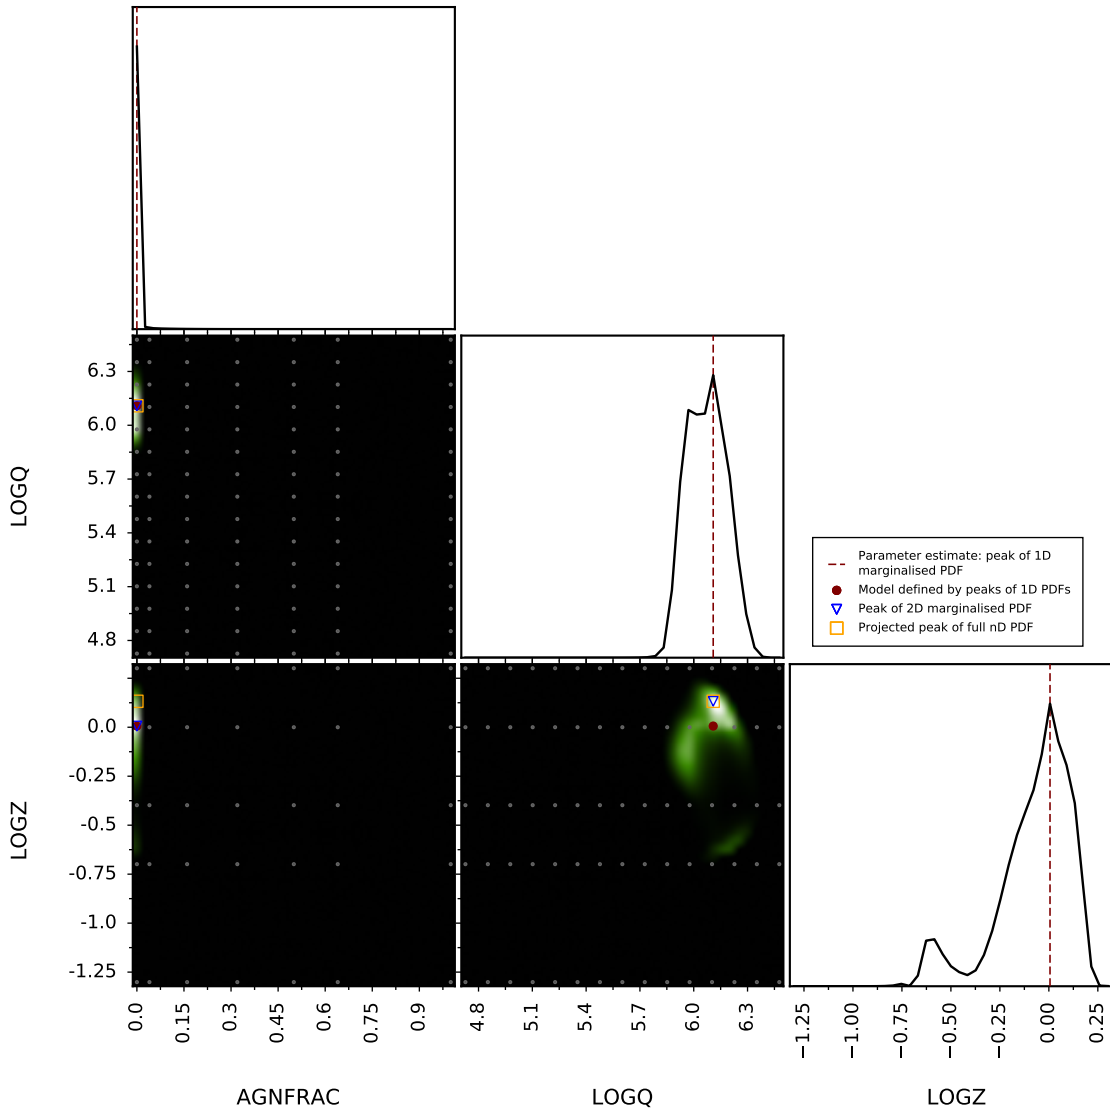 6.3
6.0
5.7
5.4
5.1
4.8
LOGQ
Parameter estimate: peak of 1D
marginalised PDF
Model defined by peaks of 1D PDFs
Peak of 2D marginalised PDF
Projected peak of full nD PDF
0.0
-0.25
-0.5
-0.75
-1.0
-1.25
LOGZ
0.0 0.15 0.3 0.45 0.6 0.75 0.9
4.8 5.1 5.4 5.7 6.0 6.3
−1.25 −1.00 −0.75 −0.50 −0.25 0.00 0.25
AGNFRAC LOGQ LOGZ